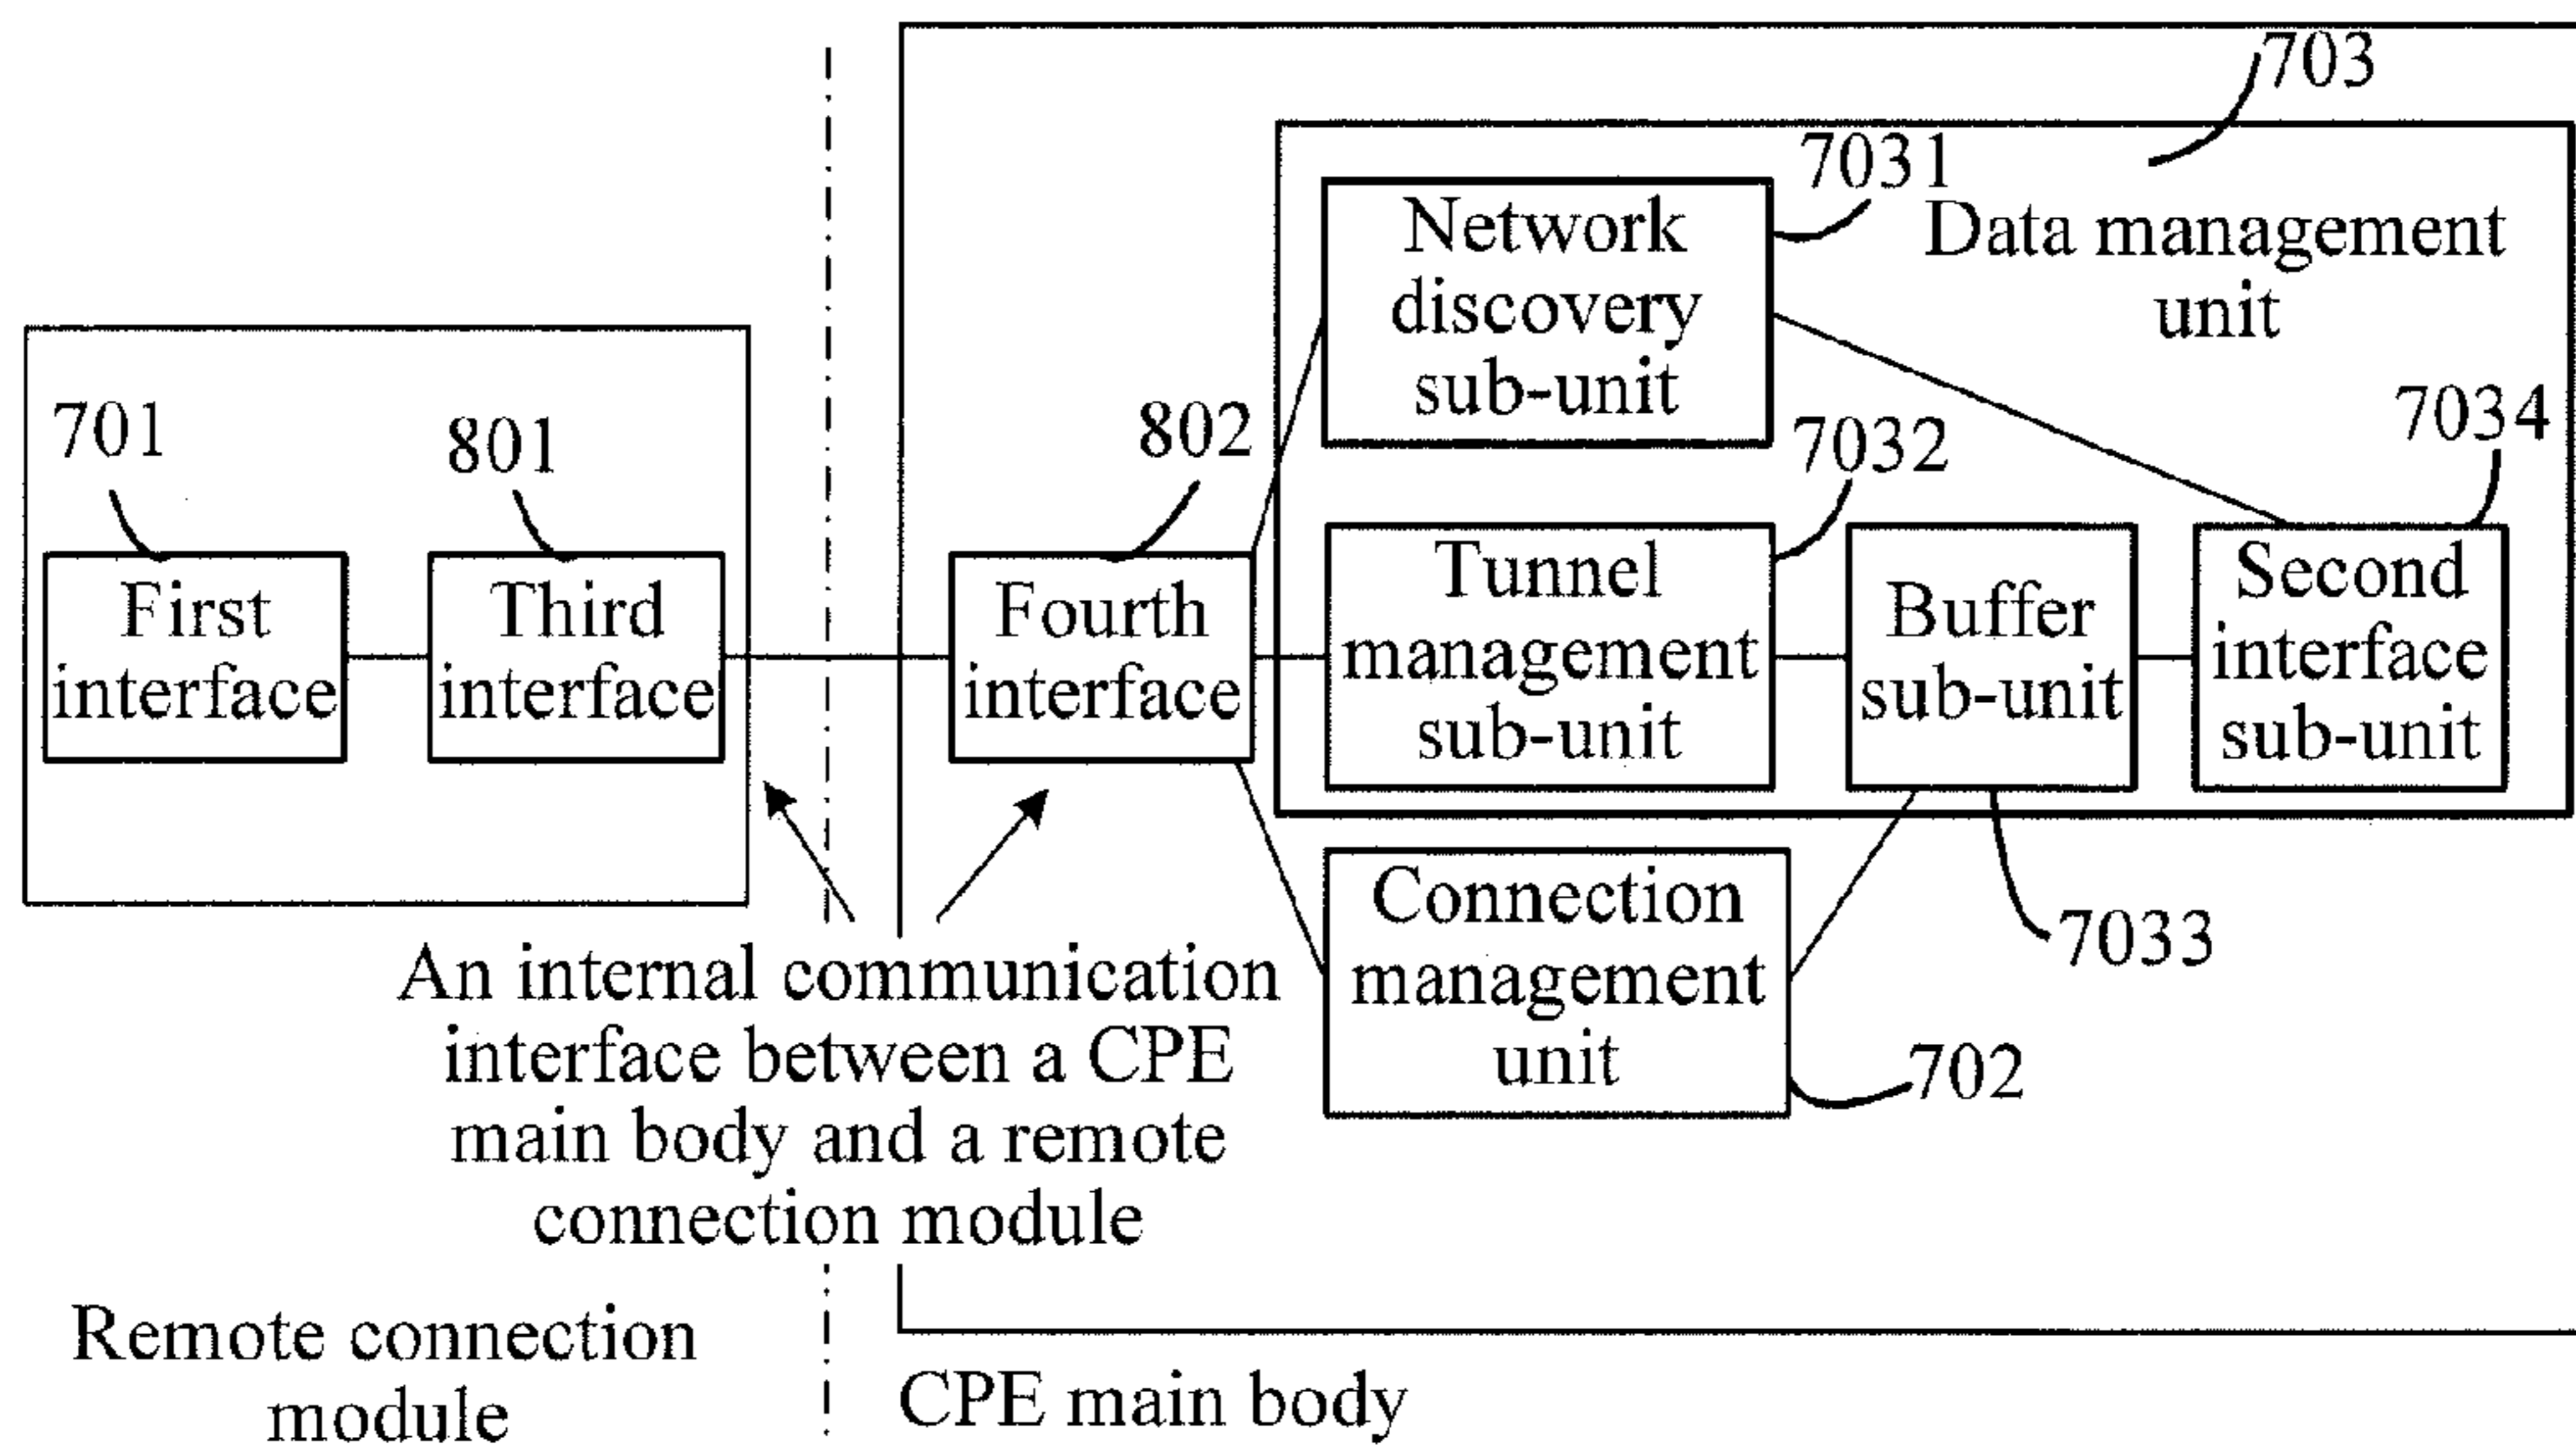 703
7031
Network
discovery
sub-unit
Data management
unit
701
801
802
7032
7034
First
interface
Third
interface
Fourth
interface
Tunnel
management
sub-unit
Buffer
sub-unit
Second
interface
sub-unit
Connection
management
unit
7033
702
An internal communication
interface between a CPE
main body and a remote
connection module
Remote connection
module
CPE main body